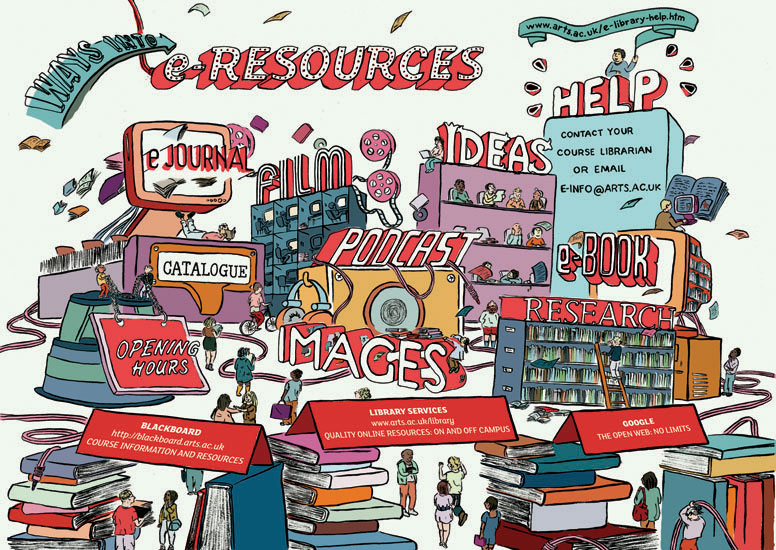 WAYS INTO
e-RESOURCES
www.arts.ac.uk/e-library-help.htm
HELP
CONTACT YOUR
COURSE LIBRARIAN
OR EMAIL
E-INFO@ARTS.AC.UK
e JOURNAL
FILM
IDEAS
CATALOGUE
PODCAST
e-BOOK
OPENING
HOURS
IMAGES
RESEARCH
BLACKBOARD
http://blackboard.arts.ac.uk
COURSE INFORMATION AND RESOURCES
LIBRARY SERVICES
www.arts.ac.uk/library
QUALITY ONLINE RESOURCES: ON AND OFF CAMPUS
GOOGLE
THE OPEN WEB: NO LIMITS